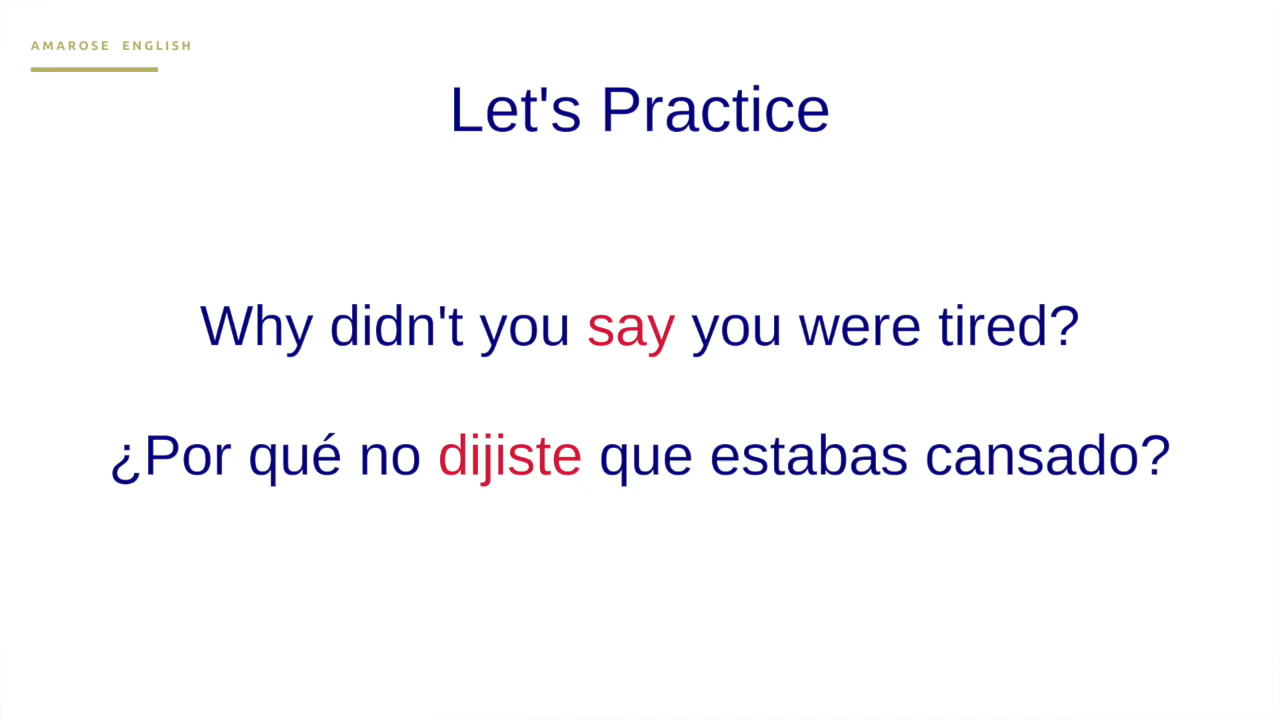 AMAROSE ENGLISH
Let's Practice
Why didn't you say you were tired?
¿Por qué no dijiste que estabas cansado?